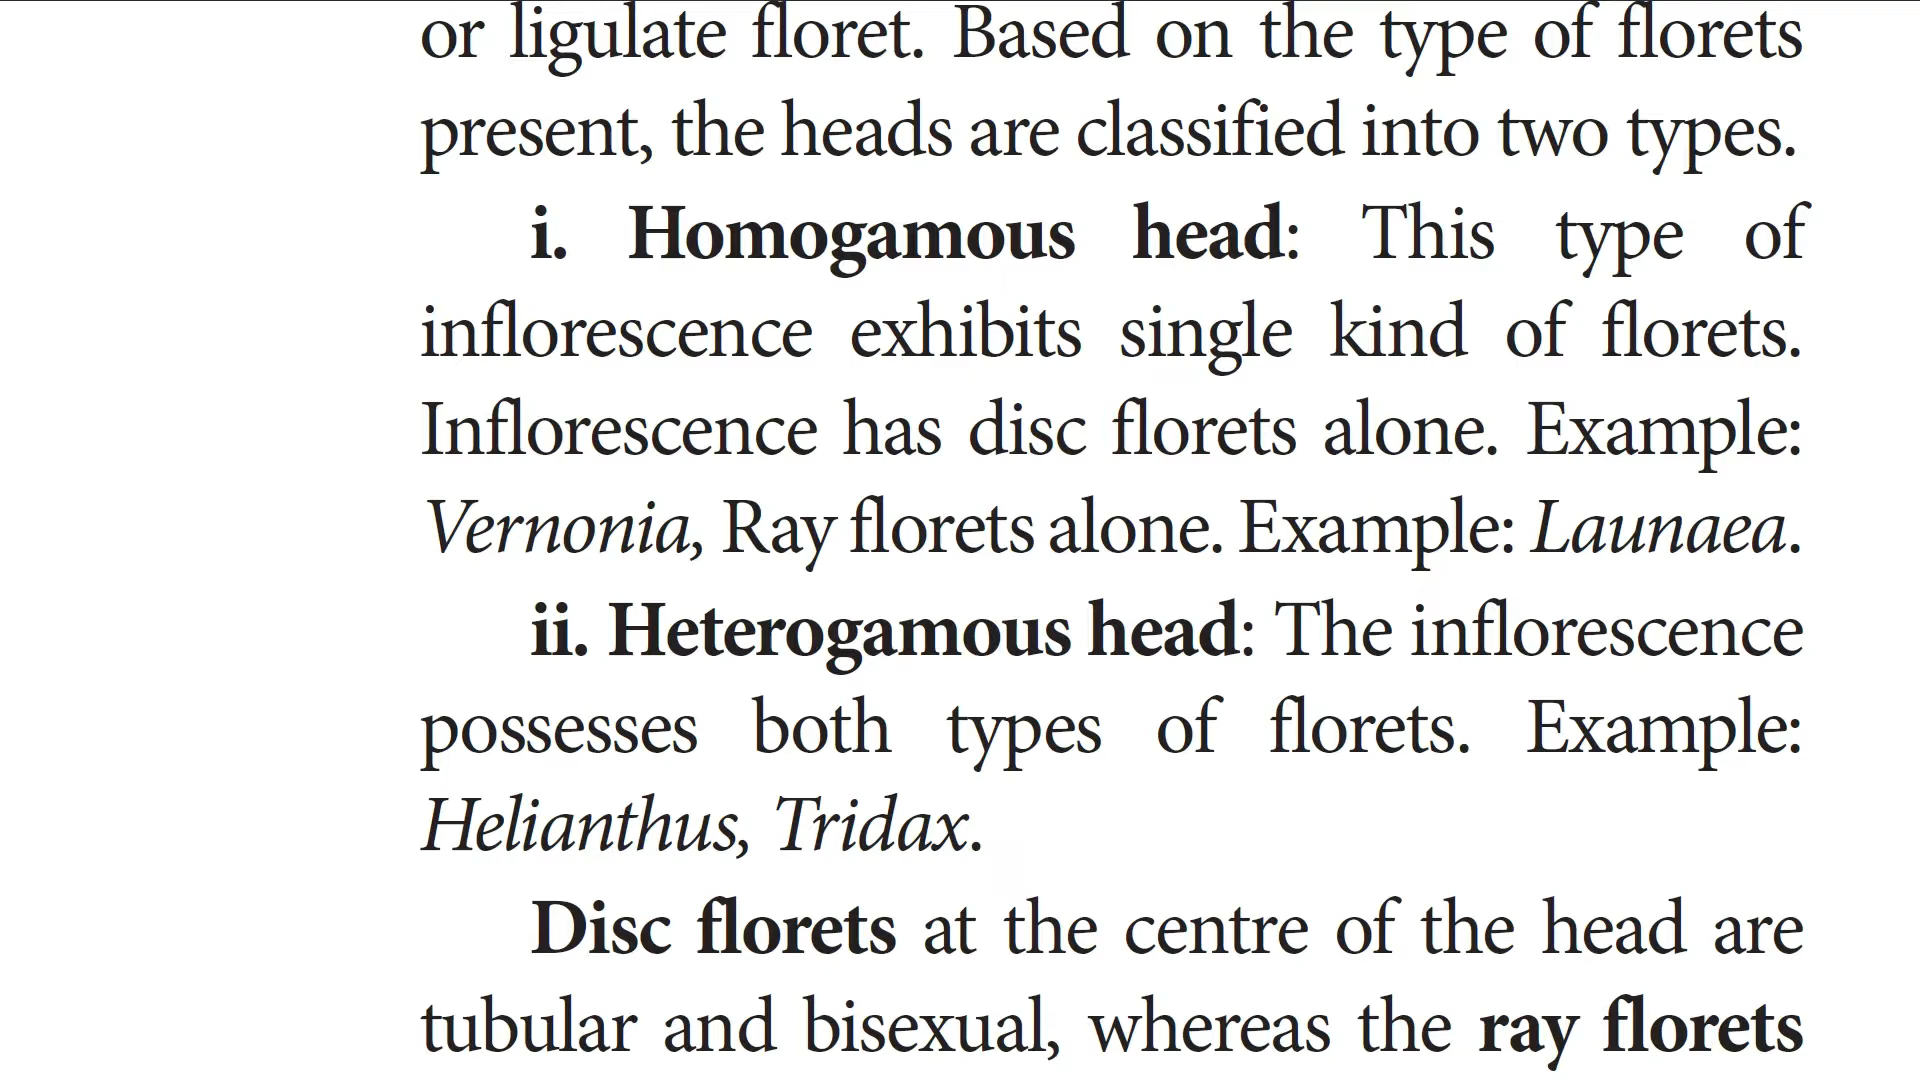 or ligulate floret. Based on the type of florets
present, the heads are classified into two types.
i. Homogamous head: This type of
inflorescence exhibits single kind of florets.
Inflorescence has disc florets alone. Example:
Vernonia, Ray florets alone. Example: Launaea.
ii. Heterogamous head: The inflorescence
possesses both types of florets. Example:
Helianthus, Tridax.
Disc florets at the centre of the head are
tubular and bisexual, whereas the ray florets